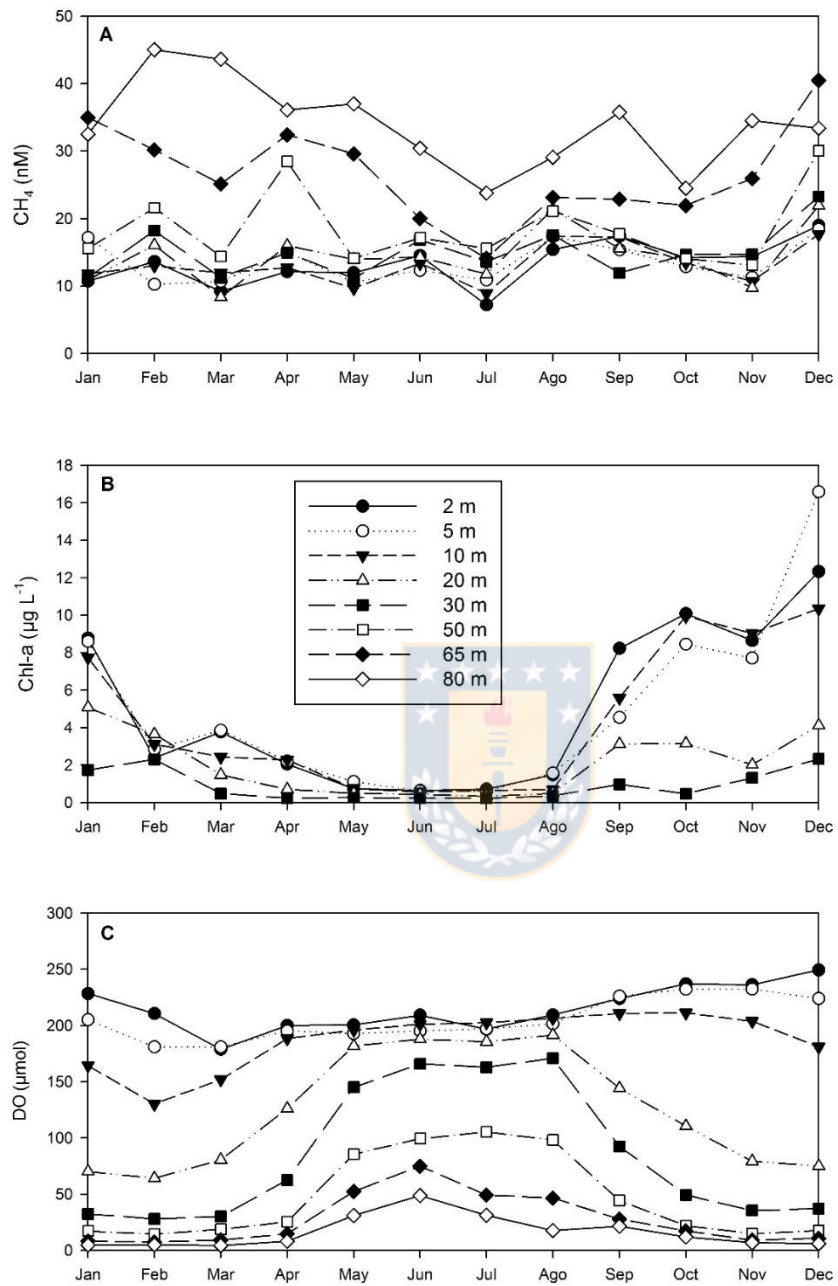 A
CH₄ (nM)
50
40
30
20
10
0
Jan Feb Mar Apr May Jun Jul Ago Sep Oct Nov Dec
B
Chl-a (µg L⁻¹)
18
16
14
12
10
8
6
4
2
0
2 m
5 m
10 m
20 m
30 m
50 m
65 m
80 m
Jan Feb Mar Apr May Jun Jul Ago Sep Oct Nov Dec
C
DO (µmol)
300
250
200
150
100
50
0
Jan Feb Mar Apr May Jun Jul Ago Sep Oct Nov Dec